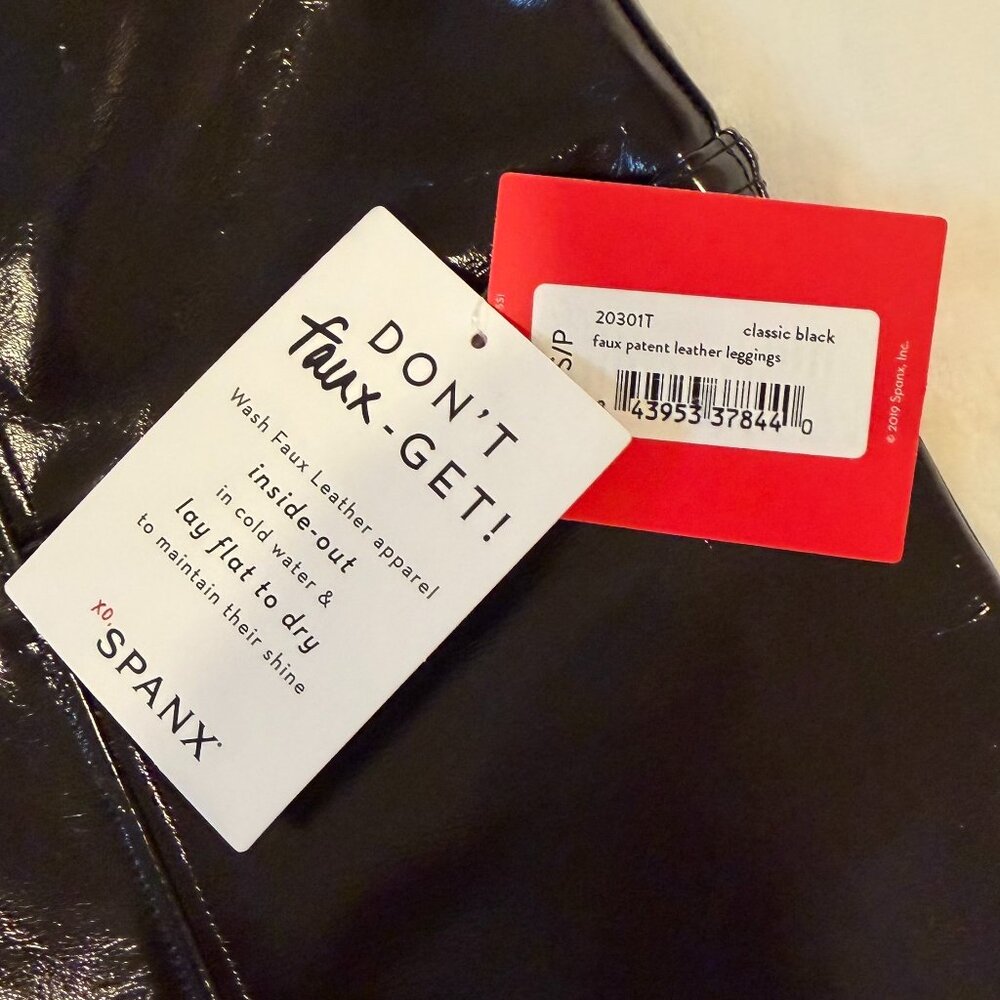 DON'T
faux-GET!
Wash Faux Leather apparel
inside-out
in cold water &
lay flat to dry
to maintain their shine
XO,
SPANX
S/P
20301T
classic black
faux patent leather leggings
43953 37844 0
© 2019 Spanx, Inc.